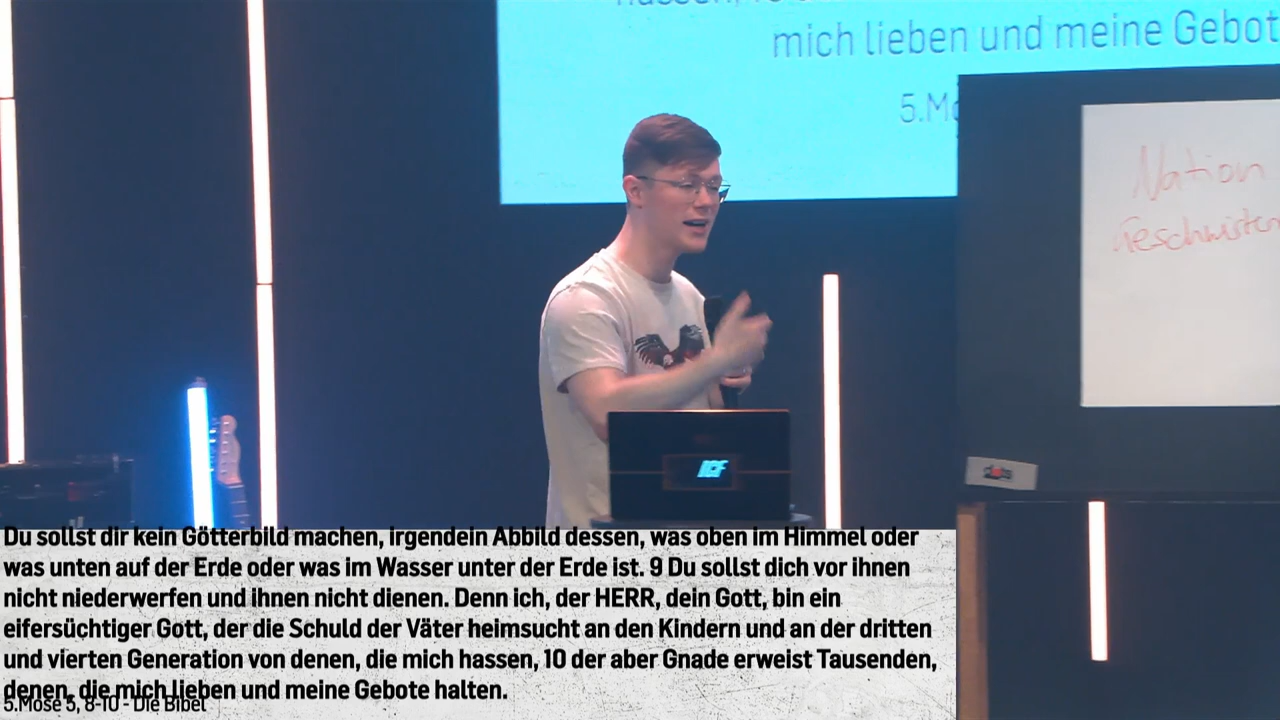 mich lieben und meine Gebot
5.Mo
Nation
Geschwister
ICF
Du sollst dir kein Götterbild machen, irgendein Abbild dessen, was oben im Himmel oder
was unten auf der Erde oder was im Wasser unter der Erde ist. 9 Du sollst dich vor ihnen
nicht niederwerfen und ihnen nicht dienen. Denn ich, der HERR, dein Gott, bin ein
eifersüchtiger Gott, der die Schuld der Väter heimsucht an den Kindern und an der dritten
und vierten Generation von denen, die mich hassen, 10 der aber Gnade erweist Tausenden,
denen, die mich lieben und meine Gebote halten.
5.Mose 5, 8-10 - Die Bibel